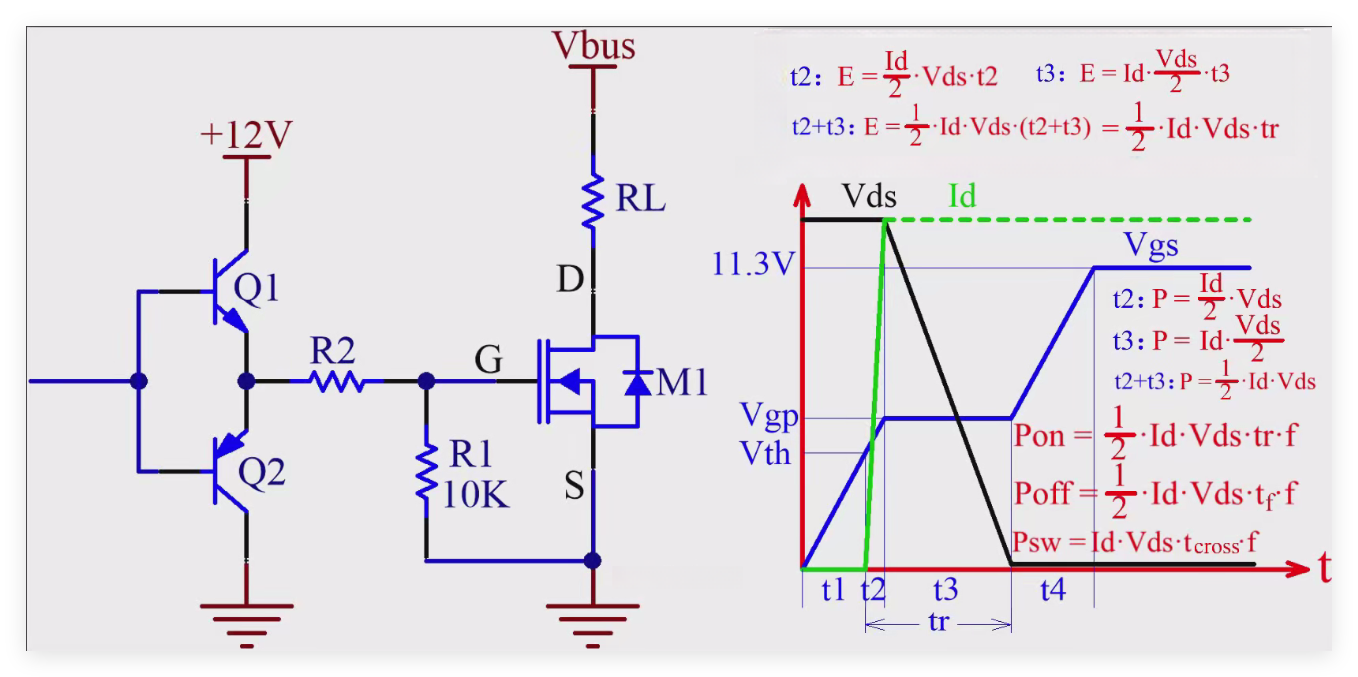 Vbus
+12V
RL
D
Q1
R2
G
M1
R1
10K
Q2
S
t2: E = Id/2 · Vds · t2
t3: E = Id · Vds/2 · t3
t2+t3: E = 1/2 · Id · Vds · (t2+t3) = 1/2 · Id · Vds · tr
Vds
Id
11.3V
Vgs
t2: P = Id/2 · Vds
t3: P = Id · Vds/2
t2+t3: P = 1/2 · Id · Vds
Vgp
Vth
Pon = 1/2 · Id · Vds · tr · f
Poff = 1/2 · Id · Vds · tf · f
Psw = Id · Vds · tcross · f
t
t1
t2
t3
t4
tr